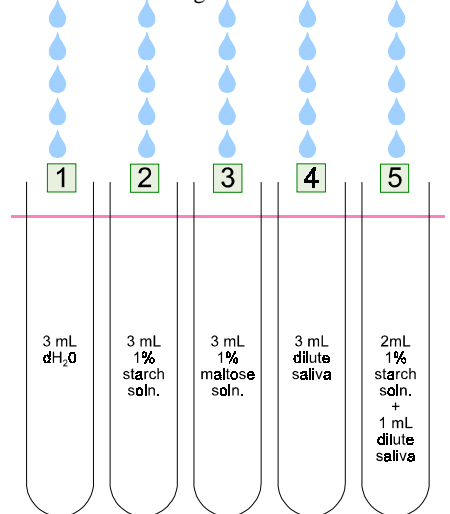 1 2 3 4 5
3 mL
dH₂0
3 mL
1%
starch
soln.
3 mL
1%
maltose
soln.
3 mL
dilute
saliva
2mL
1%
starch
soln.
+
1 mL
dilute
saliva